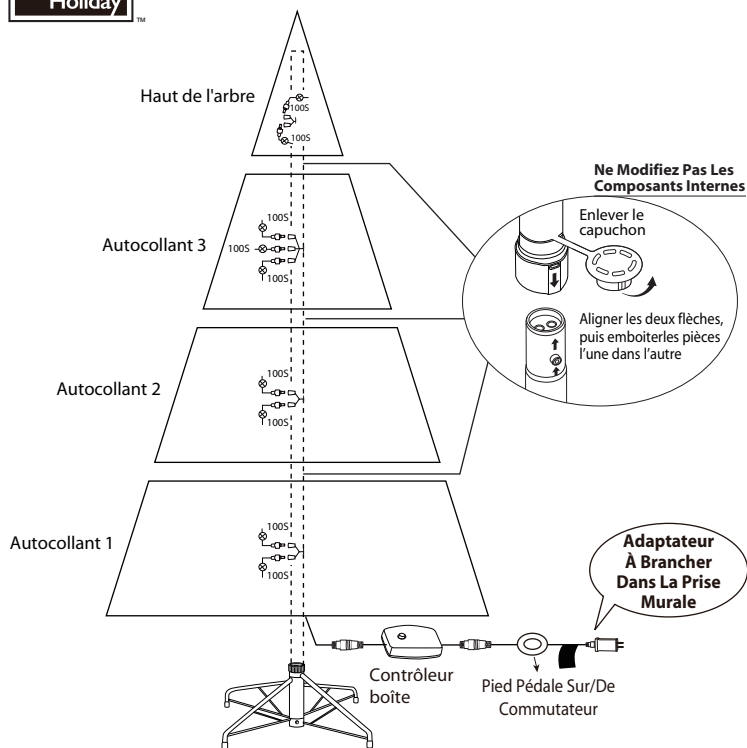 Holiday
TM
Haut de l'arbre
100S
100S
Ne Modifiez Pas Les
Composants Internes
Enlever le
capuchon
Autocollant 3
100S
100S
100S
Aligner les deux flèches,
puis emboiterles pièces
l'une dans l'autre
Autocollant 2
100S
100S
Autocollant 1
100S
100S
Adaptateur
À Brancher
Dans La Prise
Murale
Contrôleur
boîte
Pied Pédale Sur/De
Commutateur